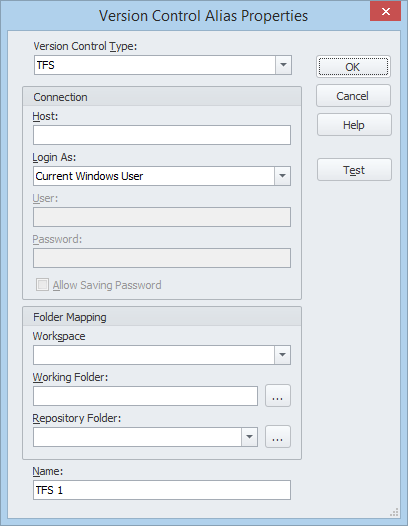 Version Control Alias Properties
Version Control Type:
TFS
OK
Connection
Cancel
Host:
Help
Login As:
Current Windows User
Test
User:
Password:
Allow Saving Password
Folder Mapping
Workspace
Working Folder:
...
Repository Folder:
...
Name:
TFS 1